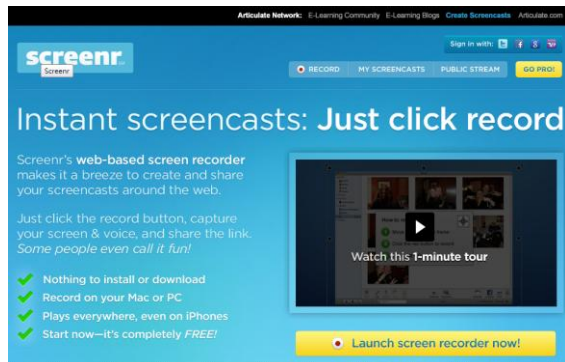 Articulate Network: E-Learning Community E-Learning Blogs Create Screencasts Articulate.com
Sign in with:
screenr
Screenr
RECORD MY SCREENCASTS PUBLIC STREAM GO PRO!
Instant screencasts: Just click record
Screenr's web-based screen recorder
makes it a breeze to create and share
your screencasts around the web.
Just click the record button, capture
your screen & voice, and share the link.
Some people even call it fun!
Nothing to install or download
Record on your Mac or PC
Plays everywhere, even on iPhones
Start now—it's completely FREE!
Watch this 1-minute tour
Launch screen recorder now!